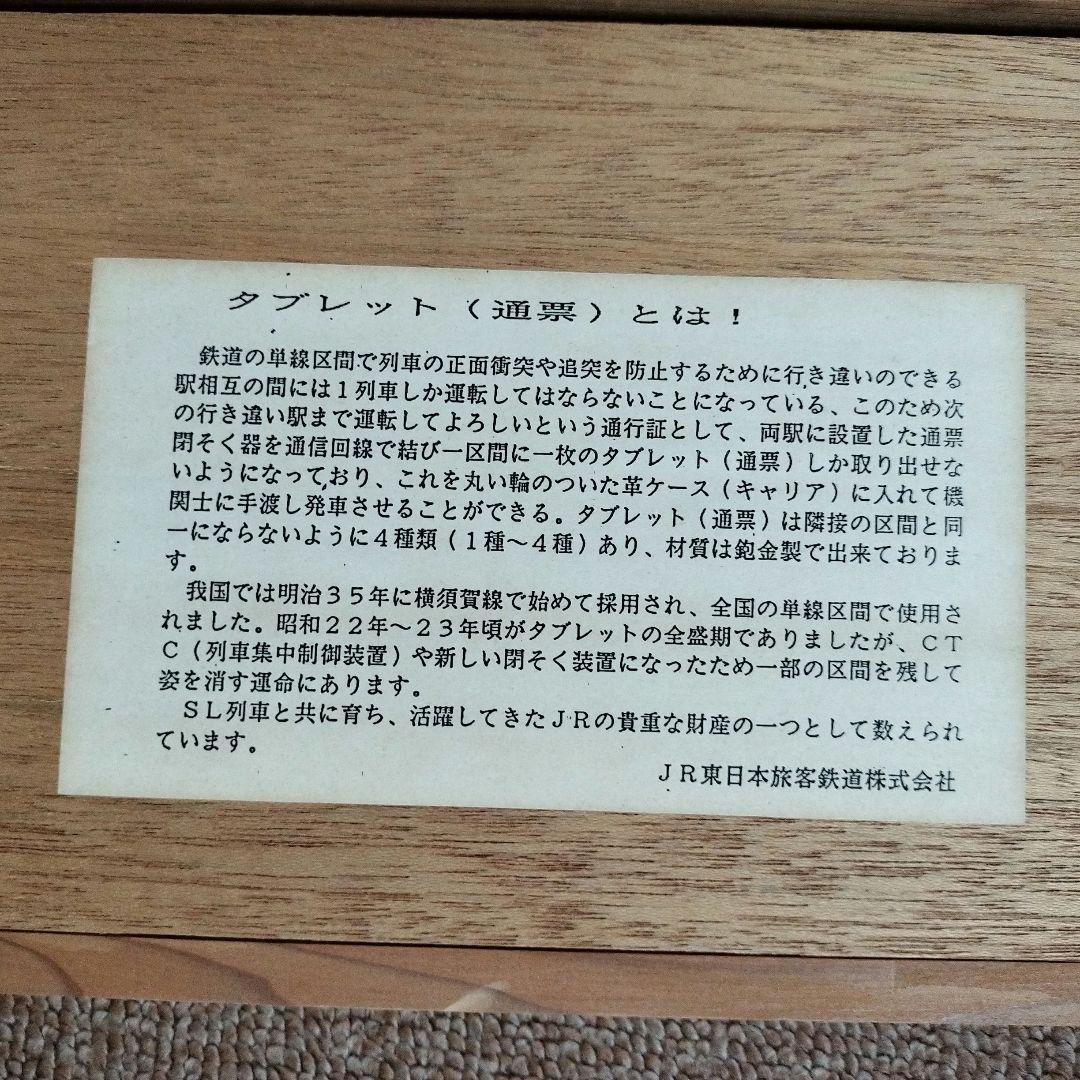 タブレット（通票）とは！
鉄道の単線区間で列車の正面衝突や追突を防止するために行き違いのできる
駅相互の間には１列車しか運転してはならないことになっている、このため次
の行き違い駅まで運転してよろしいという通行証として、両駅に設置した通票
閉そく器を通信回線で結び一区間に一枚のタブレット（通票）しか取り出せな
いようになっており、これを丸い輪のついた革ケース（キャリア）に入れて機
関士に手渡し発車させることができる。タブレット（通票）は隣接の区間と同
一にならないように４種類（１種～４種）あり、材質は鉋金製で出来ておりま
す。
我国では明治３５年に横須賀線で始めて採用され、全国の単線区間で使用さ
れました。昭和２２年～２３年頃がタブレットの全盛期でありましたが、ＣＴ
Ｃ（列車集中制御装置）や新しい閉そく装置になったため一部の区間を残して
姿を消す運命にあります。
ＳＬ列車と共に育ち、活躍してきたＪＲの貴重な財産の一つとして数えられ
ています。
ＪＲ東日本旅客鉄道株式会社